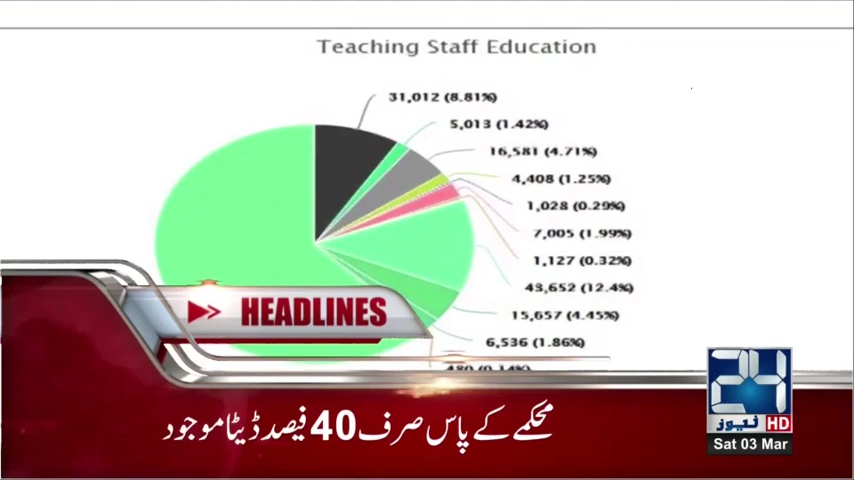 Teaching Staff Education
31,012 (8.81%)
5,013 (1.42%)
16,581 (4.71%)
4,408 (1.25%)
1,028 (0.29%)
7,005 (1.99%)
1,127 (0.32%)
43,652 (12.4%)
15,657 (4.45%)
6,536 (1.86%)
480 (0.14%)
HEADLINES
محکمے کے پاس صرف 40 فیصد ڈیٹا موجود
24
نیوز HD
Sat 03 Mar